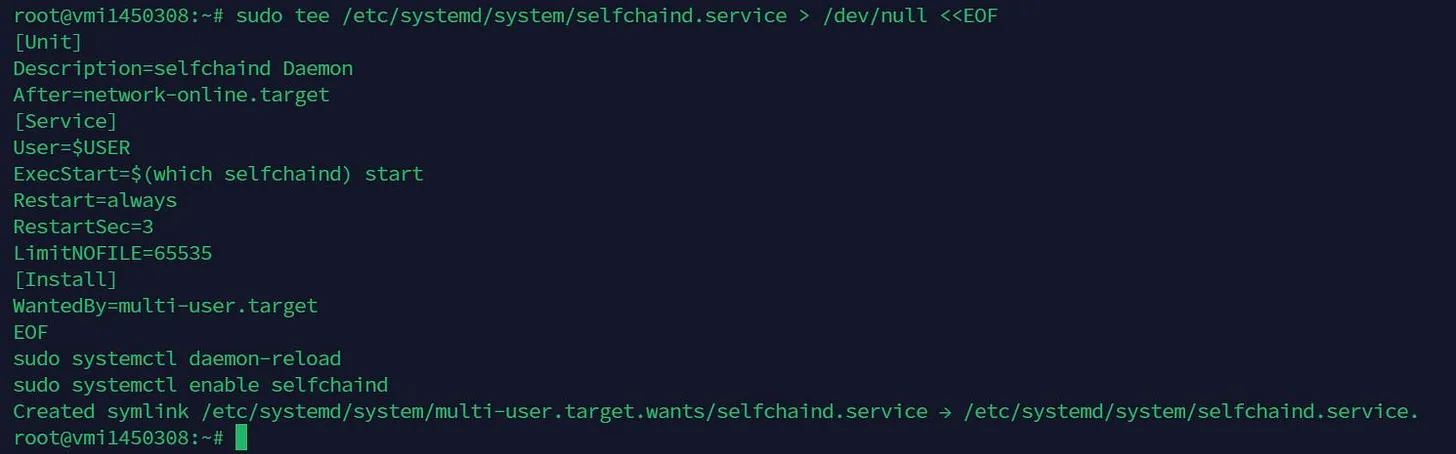 root@vmi1450308:~# sudo tee /etc/systemd/system/selfchaind.service > /dev/null <<EOF
[Unit]
Description=selfchaind Daemon
After=network-online.target
[Service]
User=$USER
ExecStart=$(which selfchaind) start
Restart=always
RestartSec=3
LimitNOFILE=65535
[Install]
WantedBy=multi-user.target
EOF
sudo systemctl daemon-reload
sudo systemctl enable selfchaind
Created symlink /etc/systemd/system/multi-user.target.wants/selfchaind.service → /etc/systemd/system/selfchaind.service.
root@vmi1450308:~#